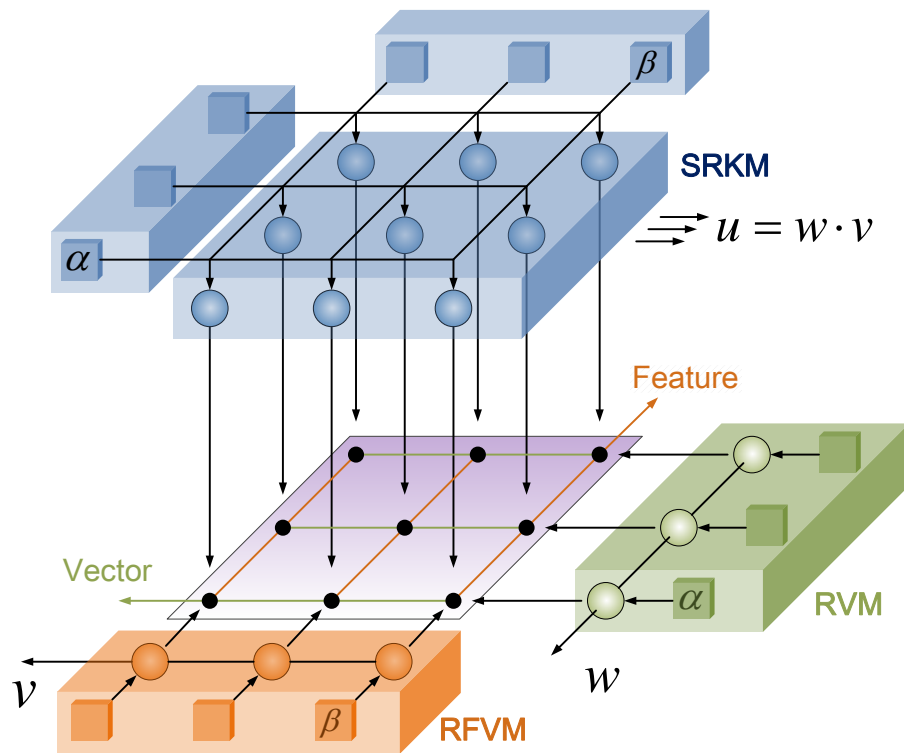 β
SRKM
α
u = w · v
Feature
Vector
α
RVM
w
v
β
RFVM